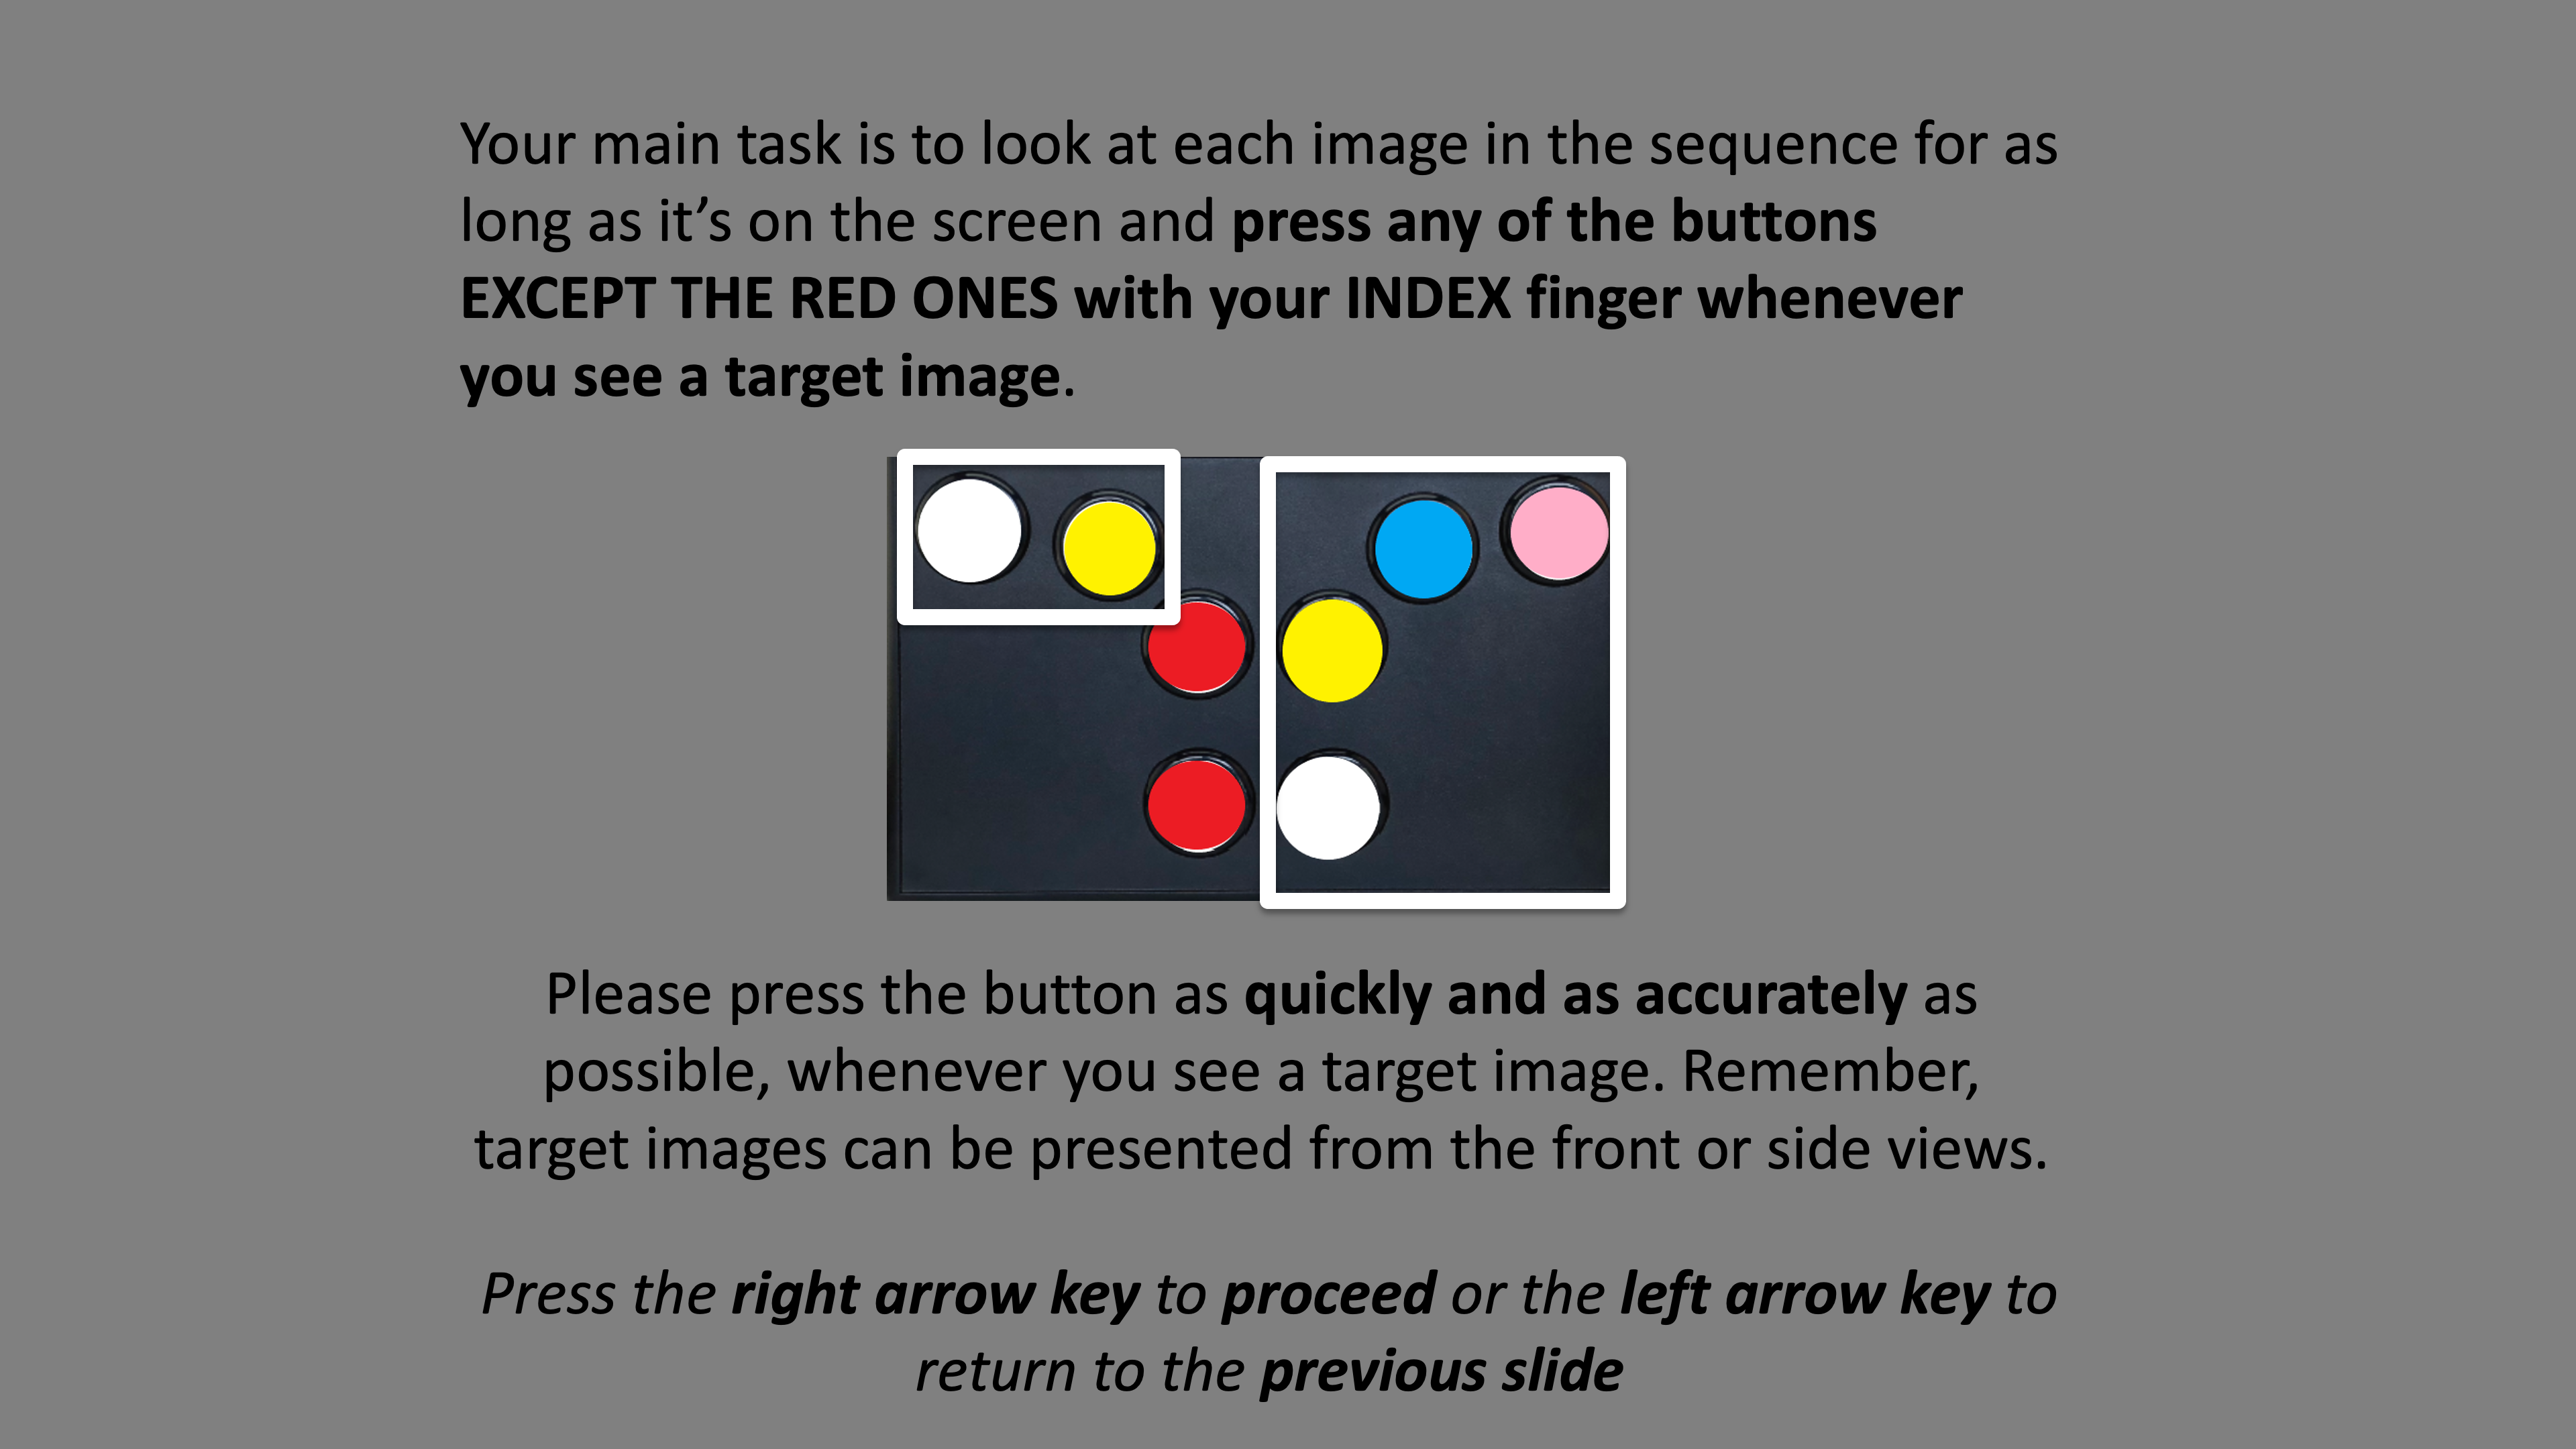 Your main task is to look at each image in the sequence for as
long as it’s on the screen and press any of the buttons
EXCEPT THE RED ONES with your INDEX finger whenever
you see a target image.
Please press the button as quickly and as accurately as
possible, whenever you see a target image. Remember,
target images can be presented from the front or side views.
Press the right arrow key to proceed or the left arrow key to
return to the previous slide